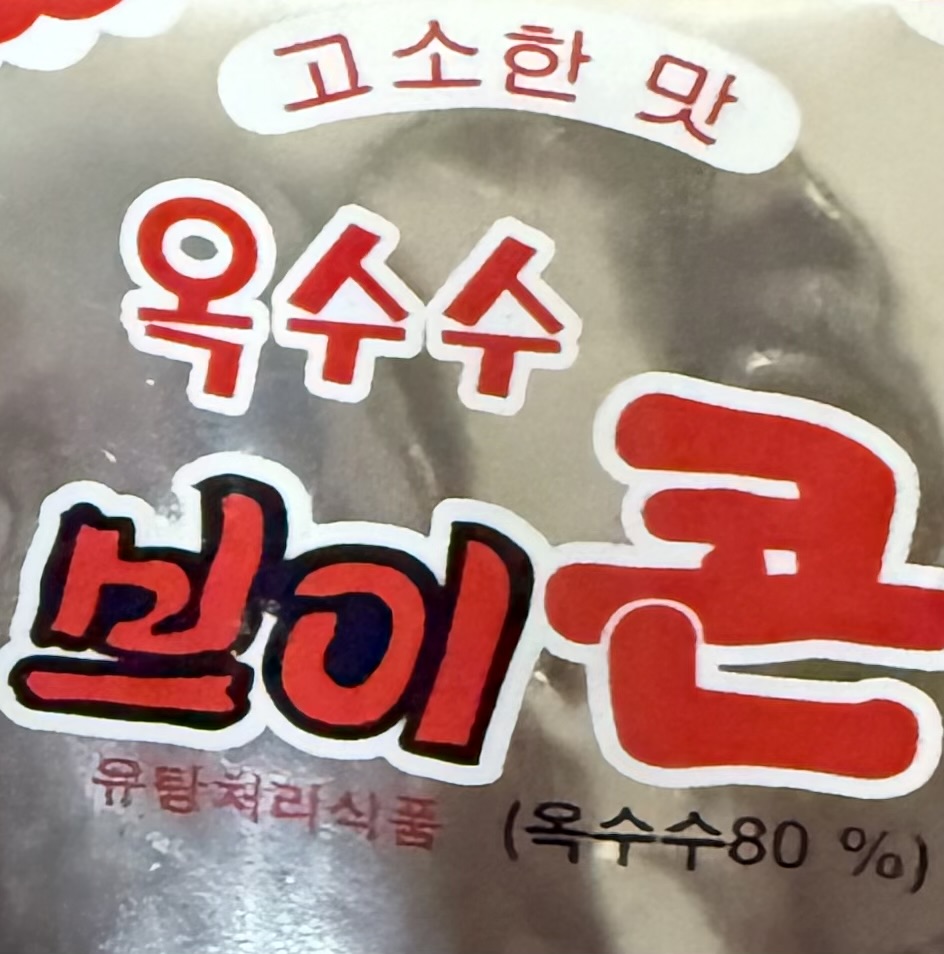 고소한 맛
옥수수
브이콘
유탕처리식품
(옥수수80 %)